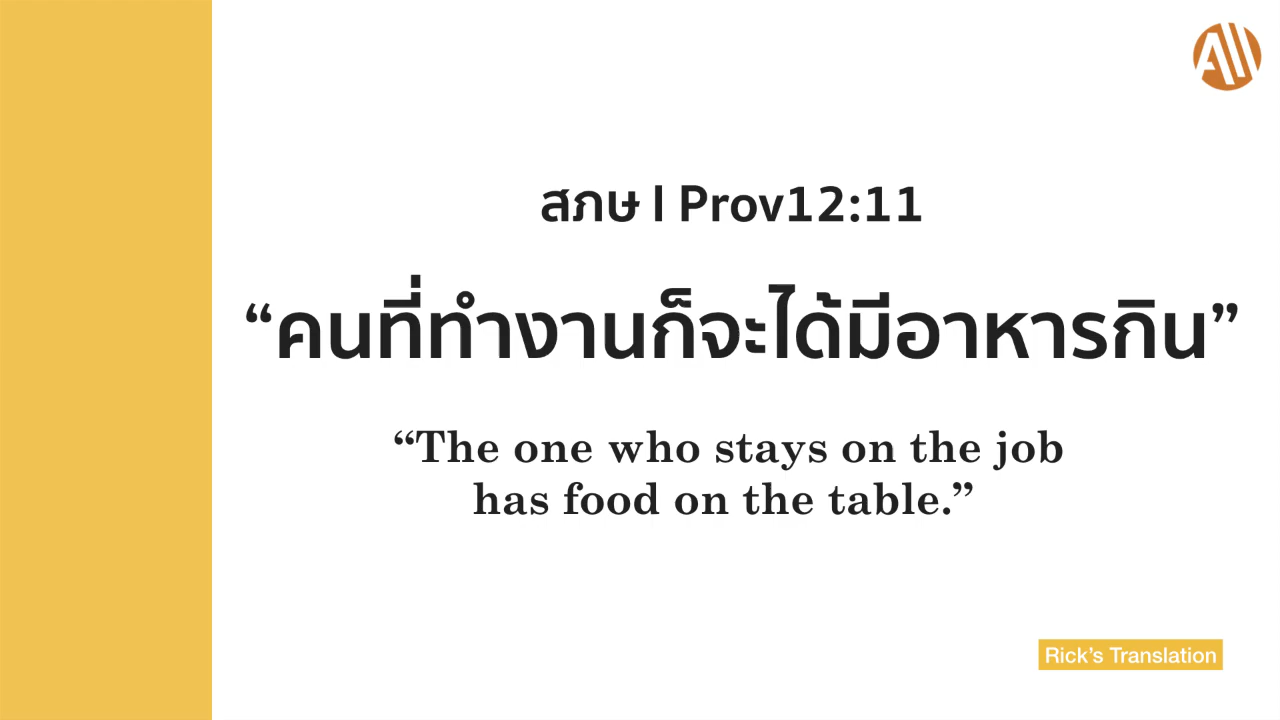 All
สภษ I Prov12:11
“คนที่ทำงานก็จะได้มีอาหารกิน”
“The one who stays on the job
has food on the table.”
Rick’s Translation